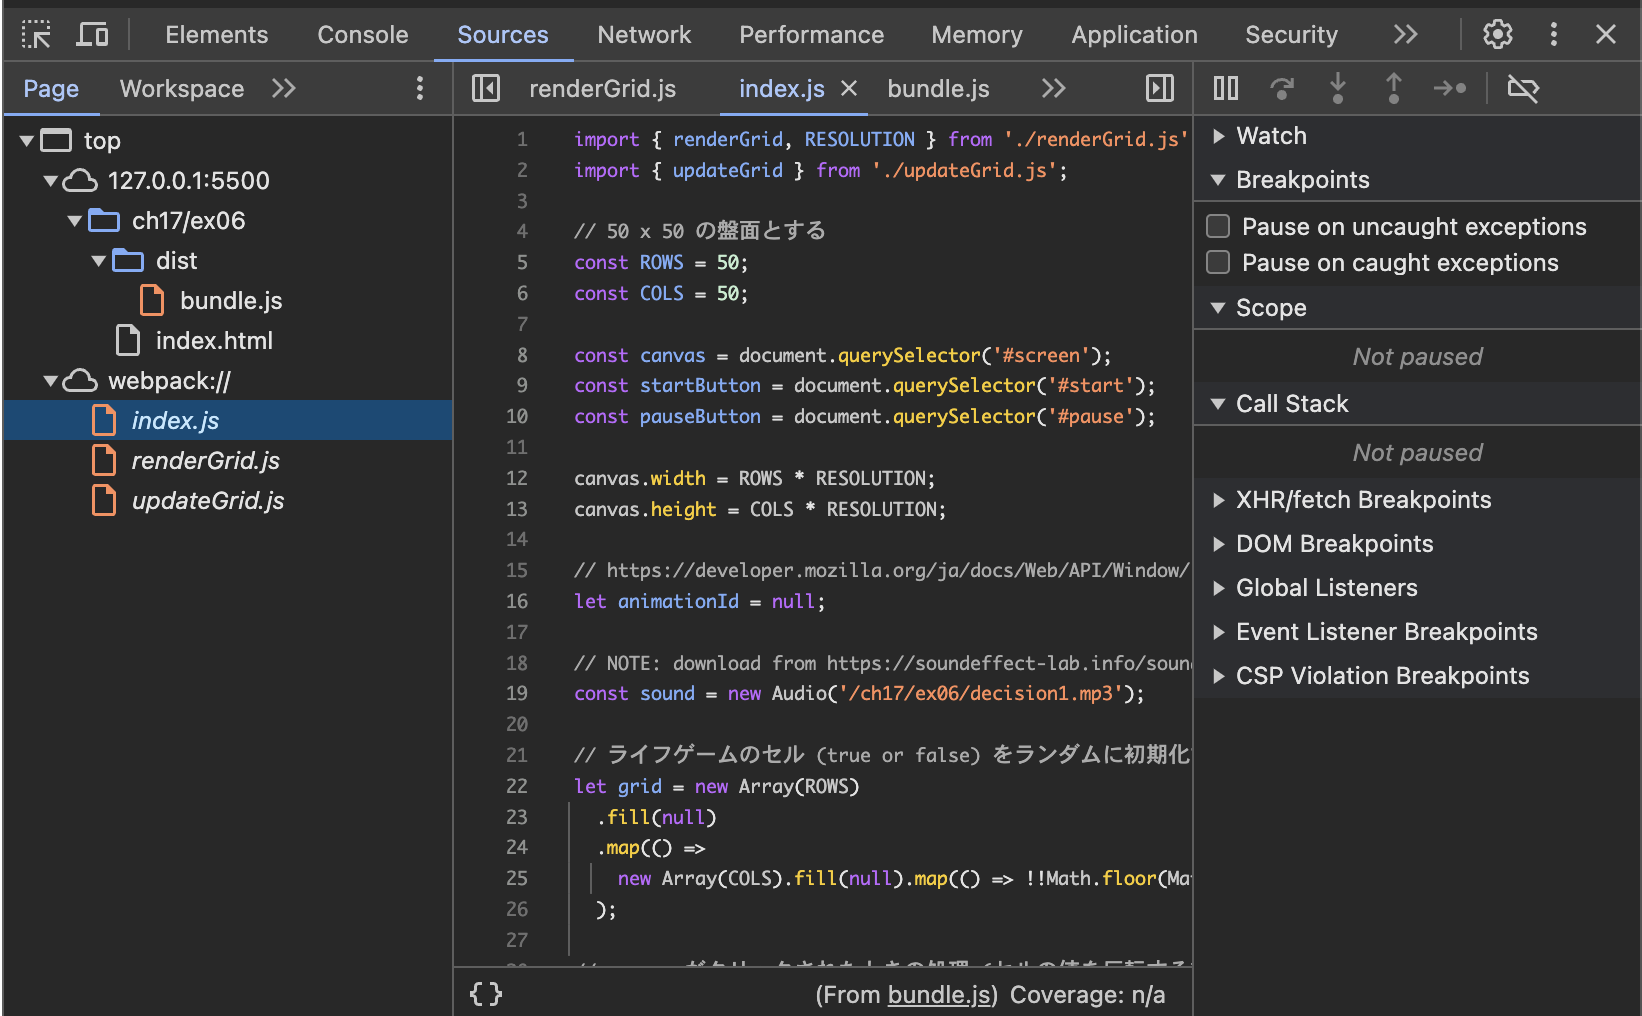 Elements Console Sources Network Performance Memory Application Security
Page Workspace
renderGrid.js index.js bundle.js
top
127.0.0.1:5500
ch17/ex06
dist
bundle.js
index.html
webpack://
index.js
renderGrid.js
updateGrid.js
1 import { renderGrid, RESOLUTION } from './renderGrid.js'
2 import { updateGrid } from './updateGrid.js';
3
4 // 50 x 50 の盤面とする
5 const ROWS = 50;
6 const COLS = 50;
7
8 const canvas = document.querySelector('#screen');
9 const startButton = document.querySelector('#start');
10 const pauseButton = document.querySelector('#pause');
11
12 canvas.width = ROWS * RESOLUTION;
13 canvas.height = COLS * RESOLUTION;
14
15 // https://developer.mozilla.org/ja/docs/Web/API/Window/
16 let animationId = null;
17
18 // NOTE: download from https://soundeffect-lab.info/soun
19 const sound = new Audio('/ch17/ex06/decision1.mp3');
20
21 // ライフゲームのセル (true or false) をランダムに初期化
22 let grid = new Array(ROWS)
23 .fill(null)
24 .map(() =>
25 new Array(COLS).fill(null).map(() => !!Math.floor(Ma
26 );
27
{ } (From bundle.js) Coverage: n/a
Watch
Breakpoints
Pause on uncaught exceptions
Pause on caught exceptions
Scope
Not paused
Call Stack
Not paused
XHR/fetch Breakpoints
DOM Breakpoints
Global Listeners
Event Listener Breakpoints
CSP Violation Breakpoints